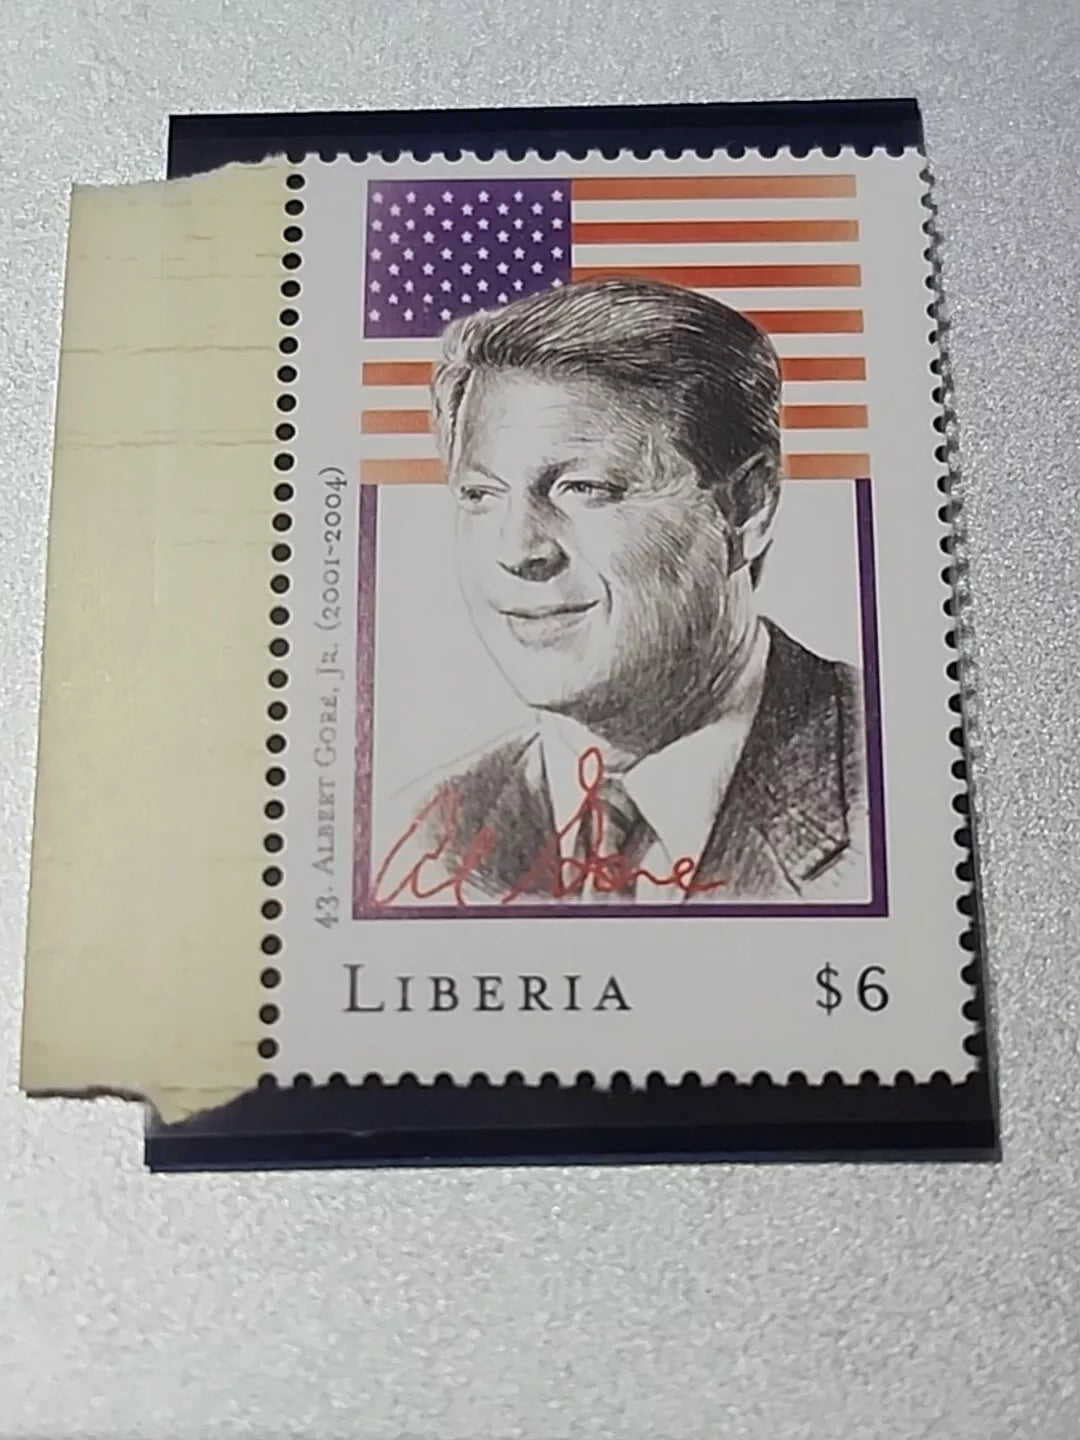 43. ALBERT GORE, JR. (2001-2004)
Al Gore
LIBERIA
$6